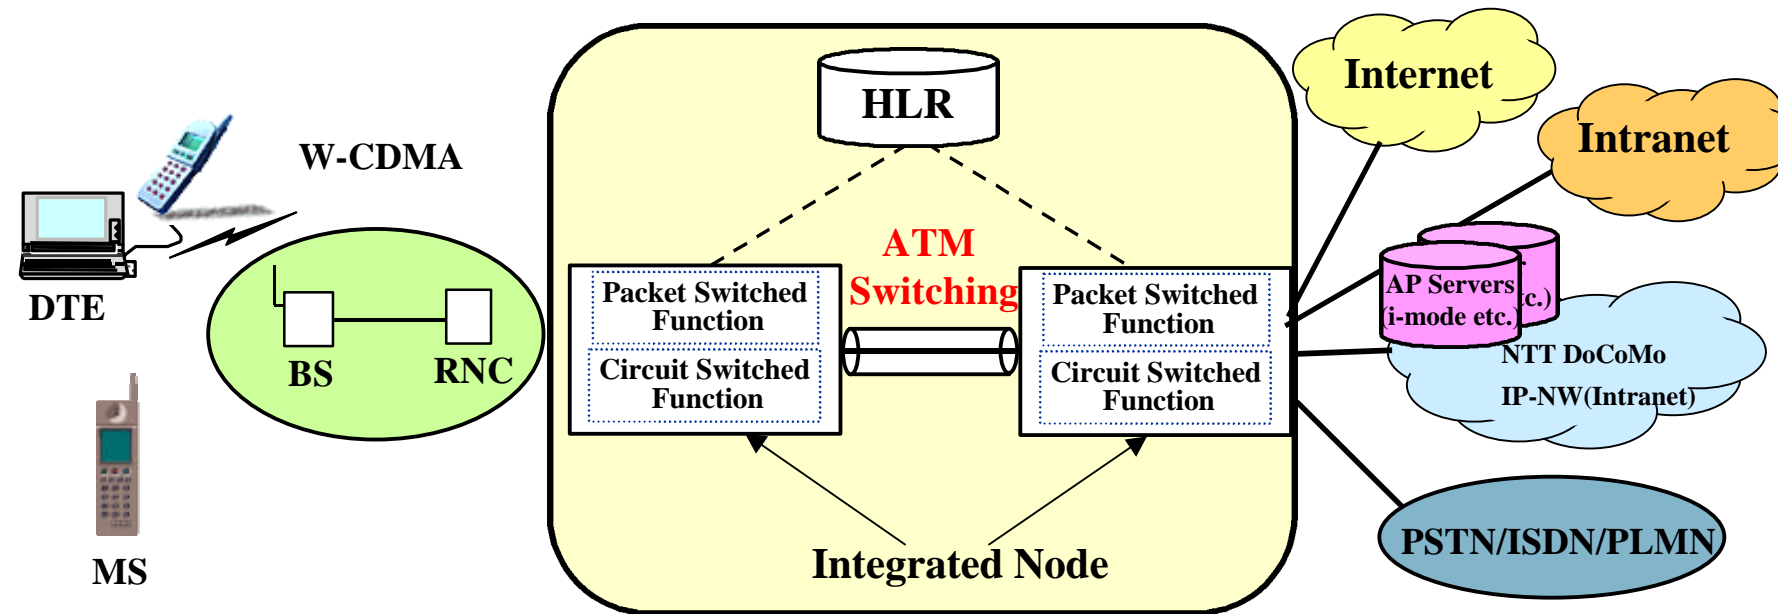 Internet
HLR
Intranet
W-CDMA
ATM
Switching
DTE
BS
RNC
Packet Switched
Function
Circuit Switched
Function
Packet Switched
Function
Circuit Switched
Function
AP Servers
(i-mode etc.)
tc.)
NTT DoCoMo
IP-NW(Intranet)
MS
Integrated Node
PSTN/ISDN/PLMN